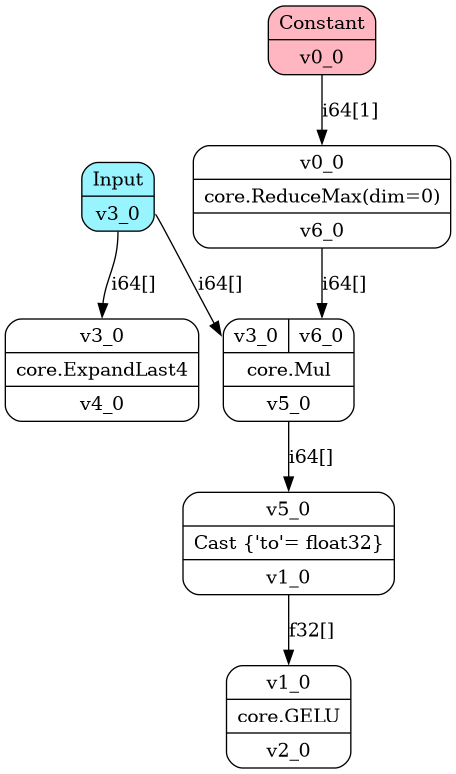 Constant
v0_0
i64[1]
v0_0
core.ReduceMax(dim=0)
v6_0
Input
v3_0
i64[]
i64[]
i64[]
v3_0
core.ExpandLast4
v4_0
v3_0 v6_0
core.Mul
v5_0
i64[]
v5_0
Cast {'to'= float32}
v1_0
f32[]
v1_0
core.GELU
v2_0